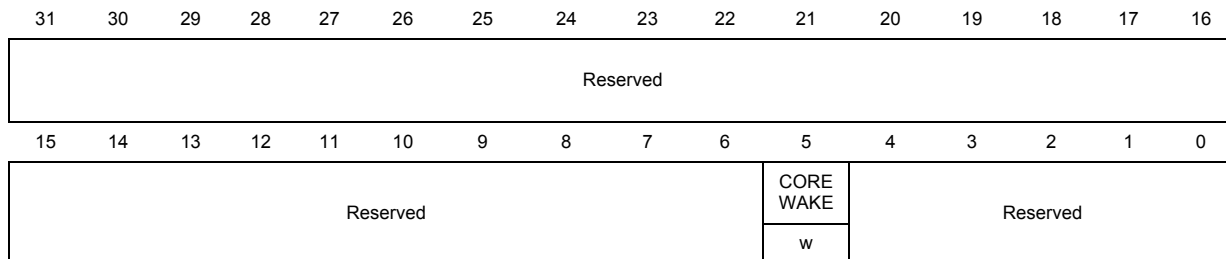 31 30 29 28 27 26 25 24 23 22 21 20 19 18 17 16
Reserved
15 14 13 12 11 10 9 8 7 6 5 4 3 2 1 0
Reserved CORE WAKE Reserved
w